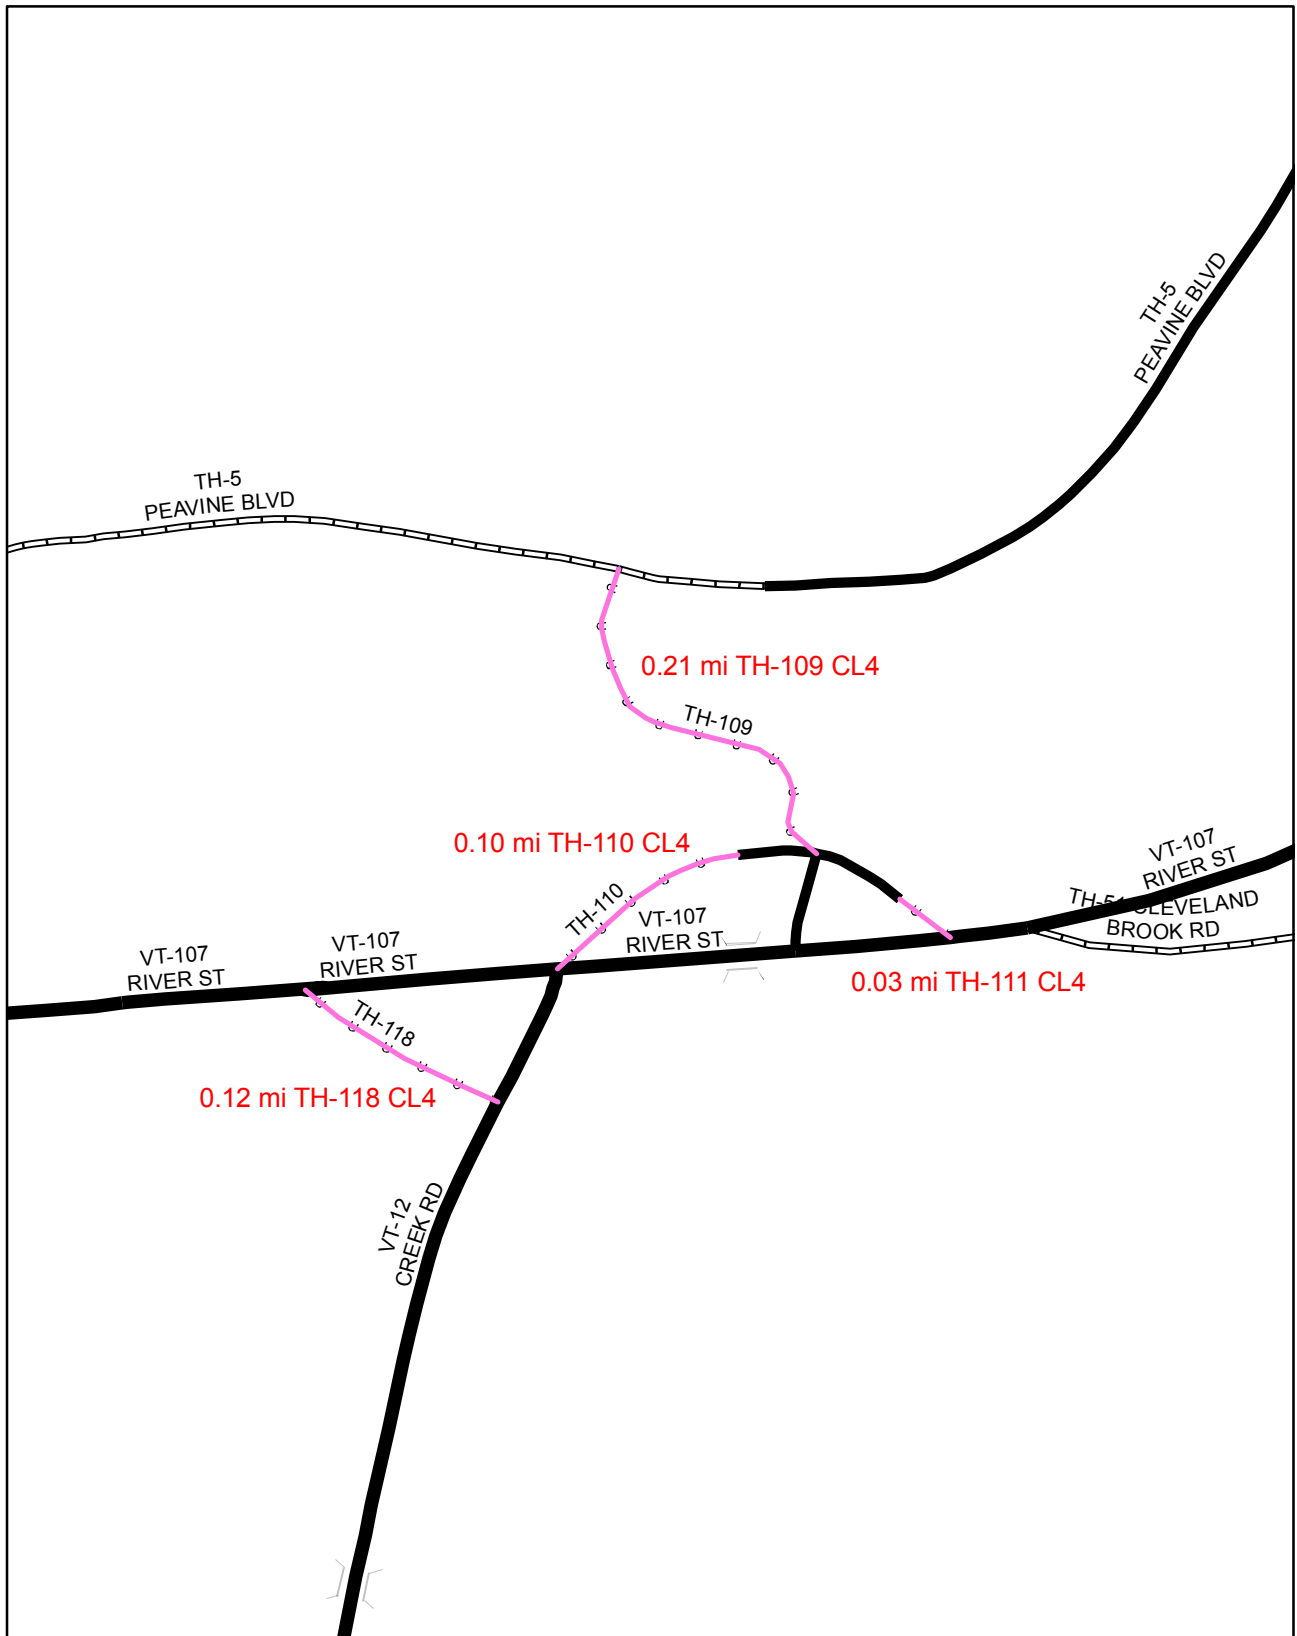 TH-5
PEAVINE BLVD
TH-5
PEAVINE BLVD
0.21 mi TH-109 CL4
TH-109
0.10 mi TH-110 CL4
VT-107
RIVER ST
TH-110
TH-51 CLEVELAND
BROOK RD
VT-107
RIVER ST
VT-107
RIVER ST
VT-107
RIVER ST
0.03 mi TH-111 CL4
TH-118
0.12 mi TH-118 CL4
VT-12
CREEK RD